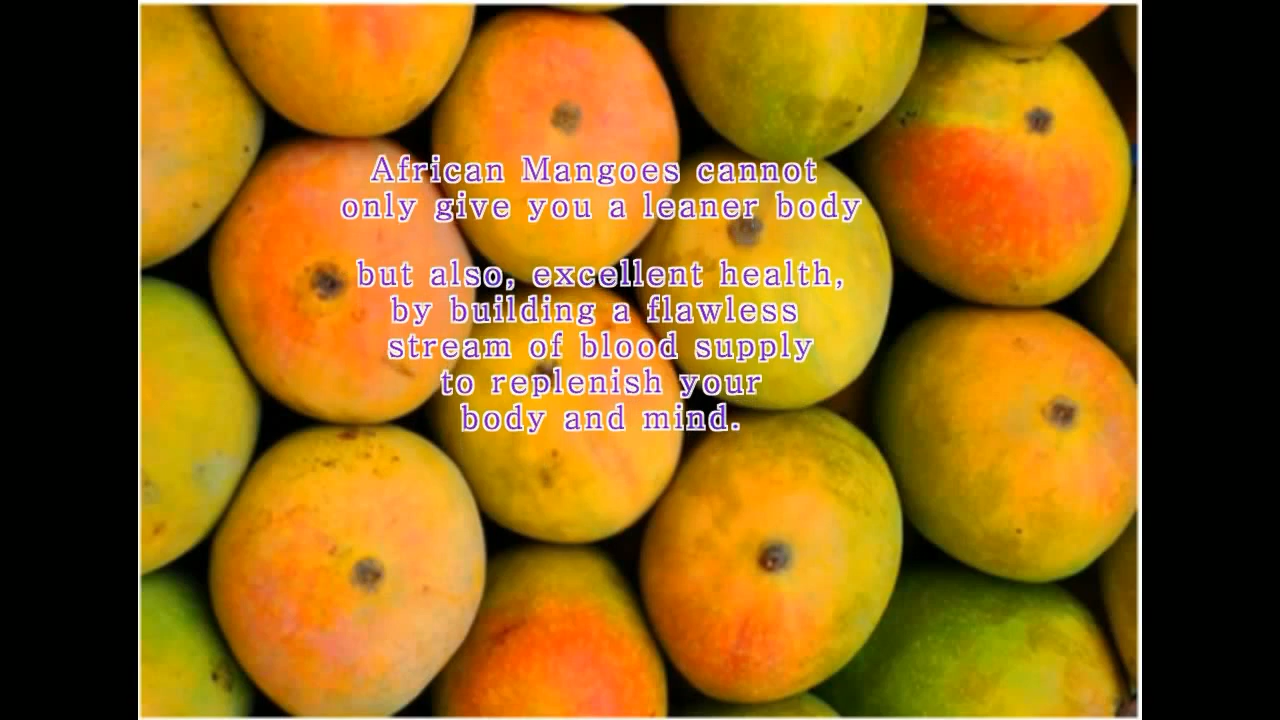 African Mangoes cannot
only give you a leaner body
but also, excellent health,
by building a flawless
stream of blood supply
to replenish your
body and mind.